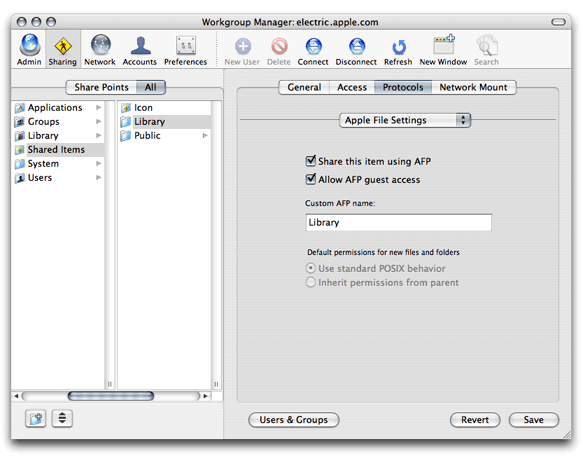 Workgroup Manager: electric.apple.com
Admin Sharing Network Accounts Preferences New User Delete Connect Disconnect Refresh New Window Search
Share Points All
Applications
Groups
Library
Shared Items
System
Users
Icon
Library
Public
General Access Protocols Network Mount
Apple File Settings
Share this item using AFP
Allow AFP guest access
Custom AFP name:
Library
Default permissions for new files and folders
Use standard POSIX behavior
Inherit permissions from parent
Users & Groups Revert Save